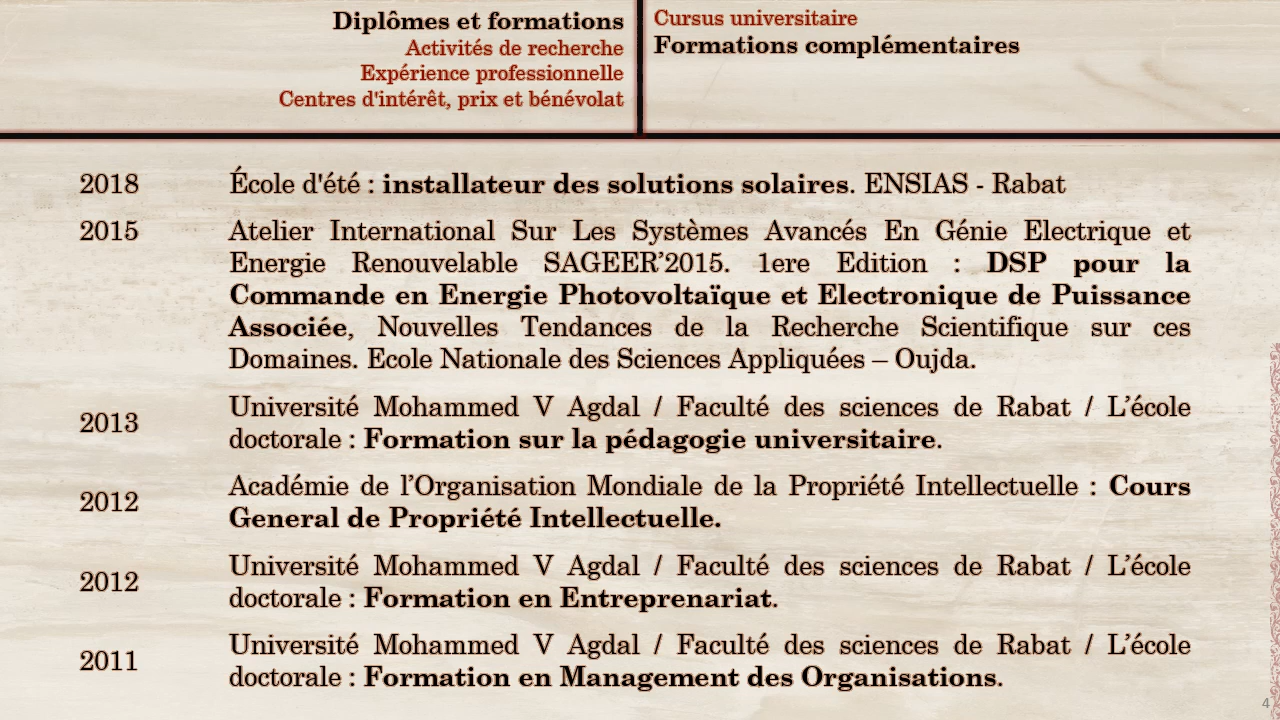 Diplômes et formations
Activités de recherche
Expérience professionnelle
Centres d'intérêt, prix et bénévolat
Cursus universitaire
Formations complémentaires
2018 École d'été : installateur des solutions solaires. ENSIAS - Rabat
2015 Atelier International Sur Les Systèmes Avancés En Génie Electrique et
Energie Renouvelable SAGEER’2015. 1ere Edition : DSP pour la
Commande en Energie Photovoltaïque et Electronique de Puissance
Associée, Nouvelles Tendances de la Recherche Scientifique sur ces
Domaines. Ecole Nationale des Sciences Appliquées – Oujda.
2013 Université Mohammed V Agdal / Faculté des sciences de Rabat / L’école
doctorale : Formation sur la pédagogie universitaire.
2012 Académie de l’Organisation Mondiale de la Propriété Intellectuelle : Cours
General de Propriété Intellectuelle.
2012 Université Mohammed V Agdal / Faculté des sciences de Rabat / L’école
doctorale : Formation en Entreprenariat.
2011 Université Mohammed V Agdal / Faculté des sciences de Rabat / L’école
doctorale : Formation en Management des Organisations.
4